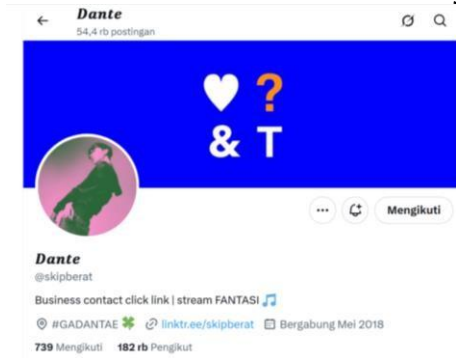 Dante
54,4 rb postingan
♥ ?
& T
Mengikuti
Dante
@skipberat
Business contact click link | stream FANTASI 🎵
#GADANTAE 🍀 linktr.ee/skipberat Bergabung Mei 2018
739 Mengikuti 182 rb Pengikut